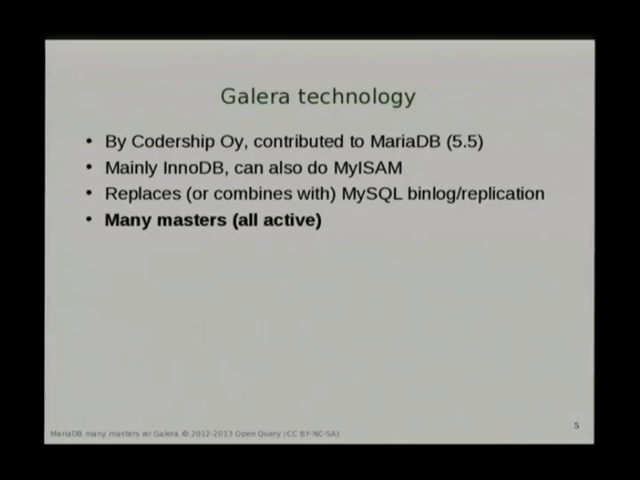 Galera technology
• By Codership Oy, contributed to MariaDB (5.5)
• Mainly InnoDB, can also do MyISAM
• Replaces (or combines with) MySQL binlog/replication
• Many masters (all active)
5
MariaDB many masters w/ Galera © 2012-2013 Open Query (CC BY-NC-SA)